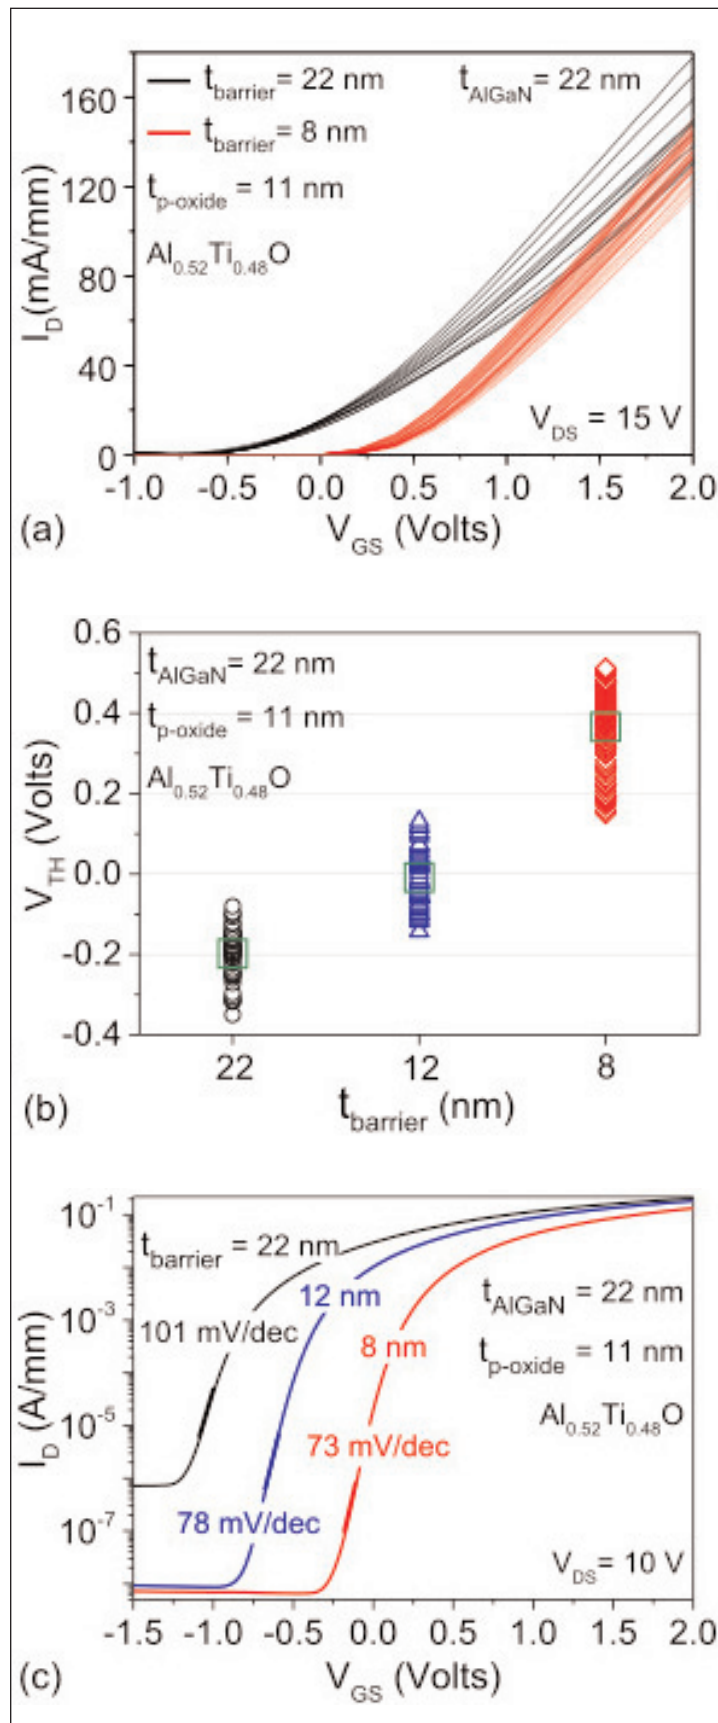 160
120
80
40
0
I_D(mA/mm)
t_barrier = 22 nm
t_barrier = 8 nm
t_p-oxide = 11 nm
Al_0.52Ti_0.48O
t_AlGaN = 22 nm
V_DS = 15 V
-1.0 -0.5 0.0 0.5 1.0 1.5 2.0
(a)
V_GS (Volts)
0.6
0.4
0.2
0.0
-0.2
-0.4
V_TH (Volts)
t_AlGaN = 22 nm
t_p-oxide = 11 nm
Al_0.52Ti_0.48O
22 12 8
(b)
t_barrier (nm)
10^-1
10^-3
10^-5
10^-7
I_D (A/mm)
t_barrier = 22 nm
12 nm
8 nm
101 mV/dec
73 mV/dec
78 mV/dec
t_AlGaN = 22 nm
t_p-oxide = 11 nm
Al_0.52Ti_0.48O
V_DS = 10 V
-1.5 -1.0 -0.5 0.0 0.5 1.0 1.5 2.0
(c)
V_GS (Volts)